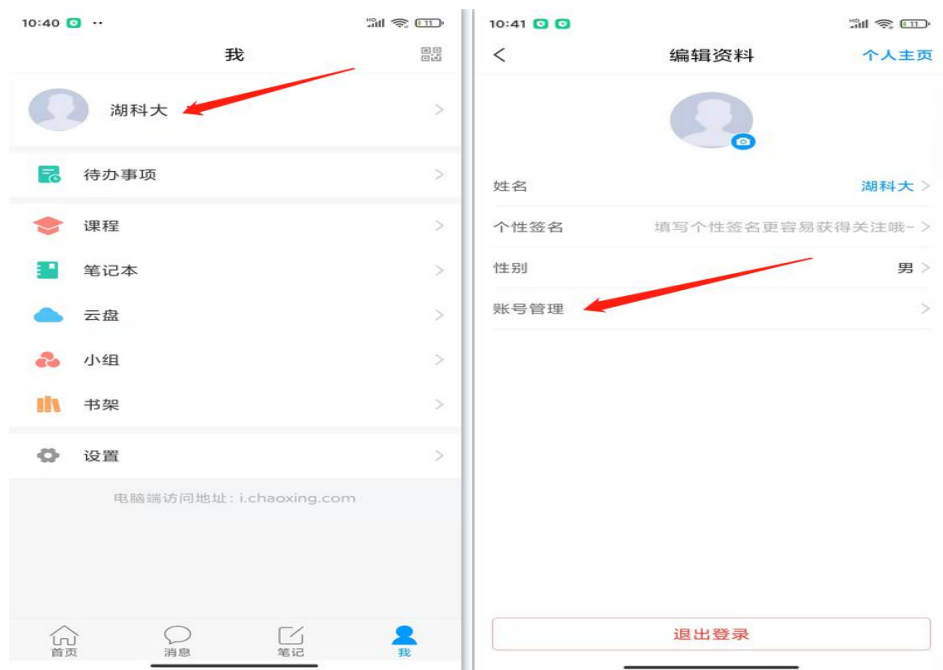 10:40
11
我
湖科大
待办事项
课程
笔记本
云盘
小组
书架
设置
电脑端访问地址: i.chaoxing.com
首页
消息
笔记
我
10:41
11
编辑资料
个人主页
姓名
湖科大
个性签名
填写个性签名更容易获得关注哦~
性别
男
账号管理
退出登录